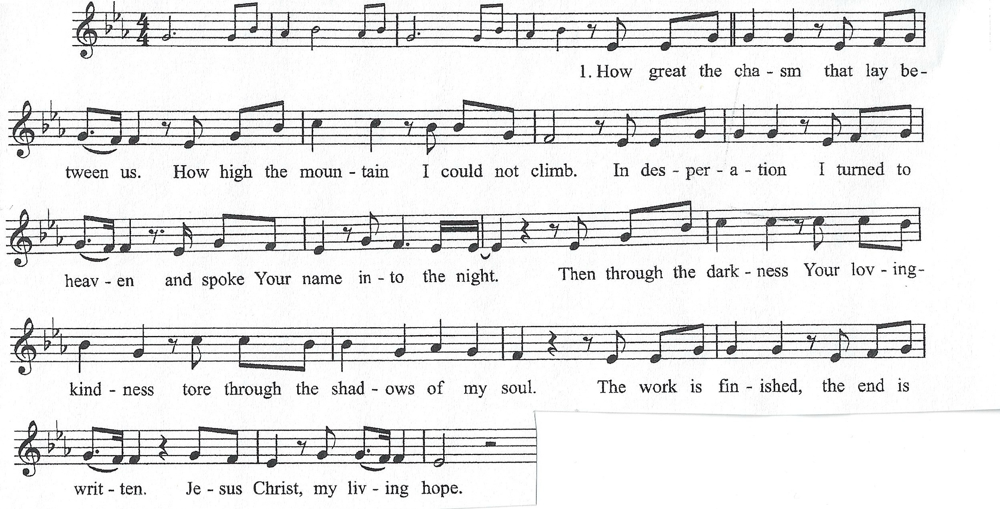 4/4
1. How great the cha - sm that lay be-
tween us. How high the moun - tain I could not climb. In des - per - a - tion I turned to
heav - en and spoke Your name in - to the night. Then through the dark - ness Your lov - ing-
kind - ness tore through the shad - ows of my soul. The work is fin - ished, the end is
writ - ten. Je - sus Christ, my liv - ing hope.